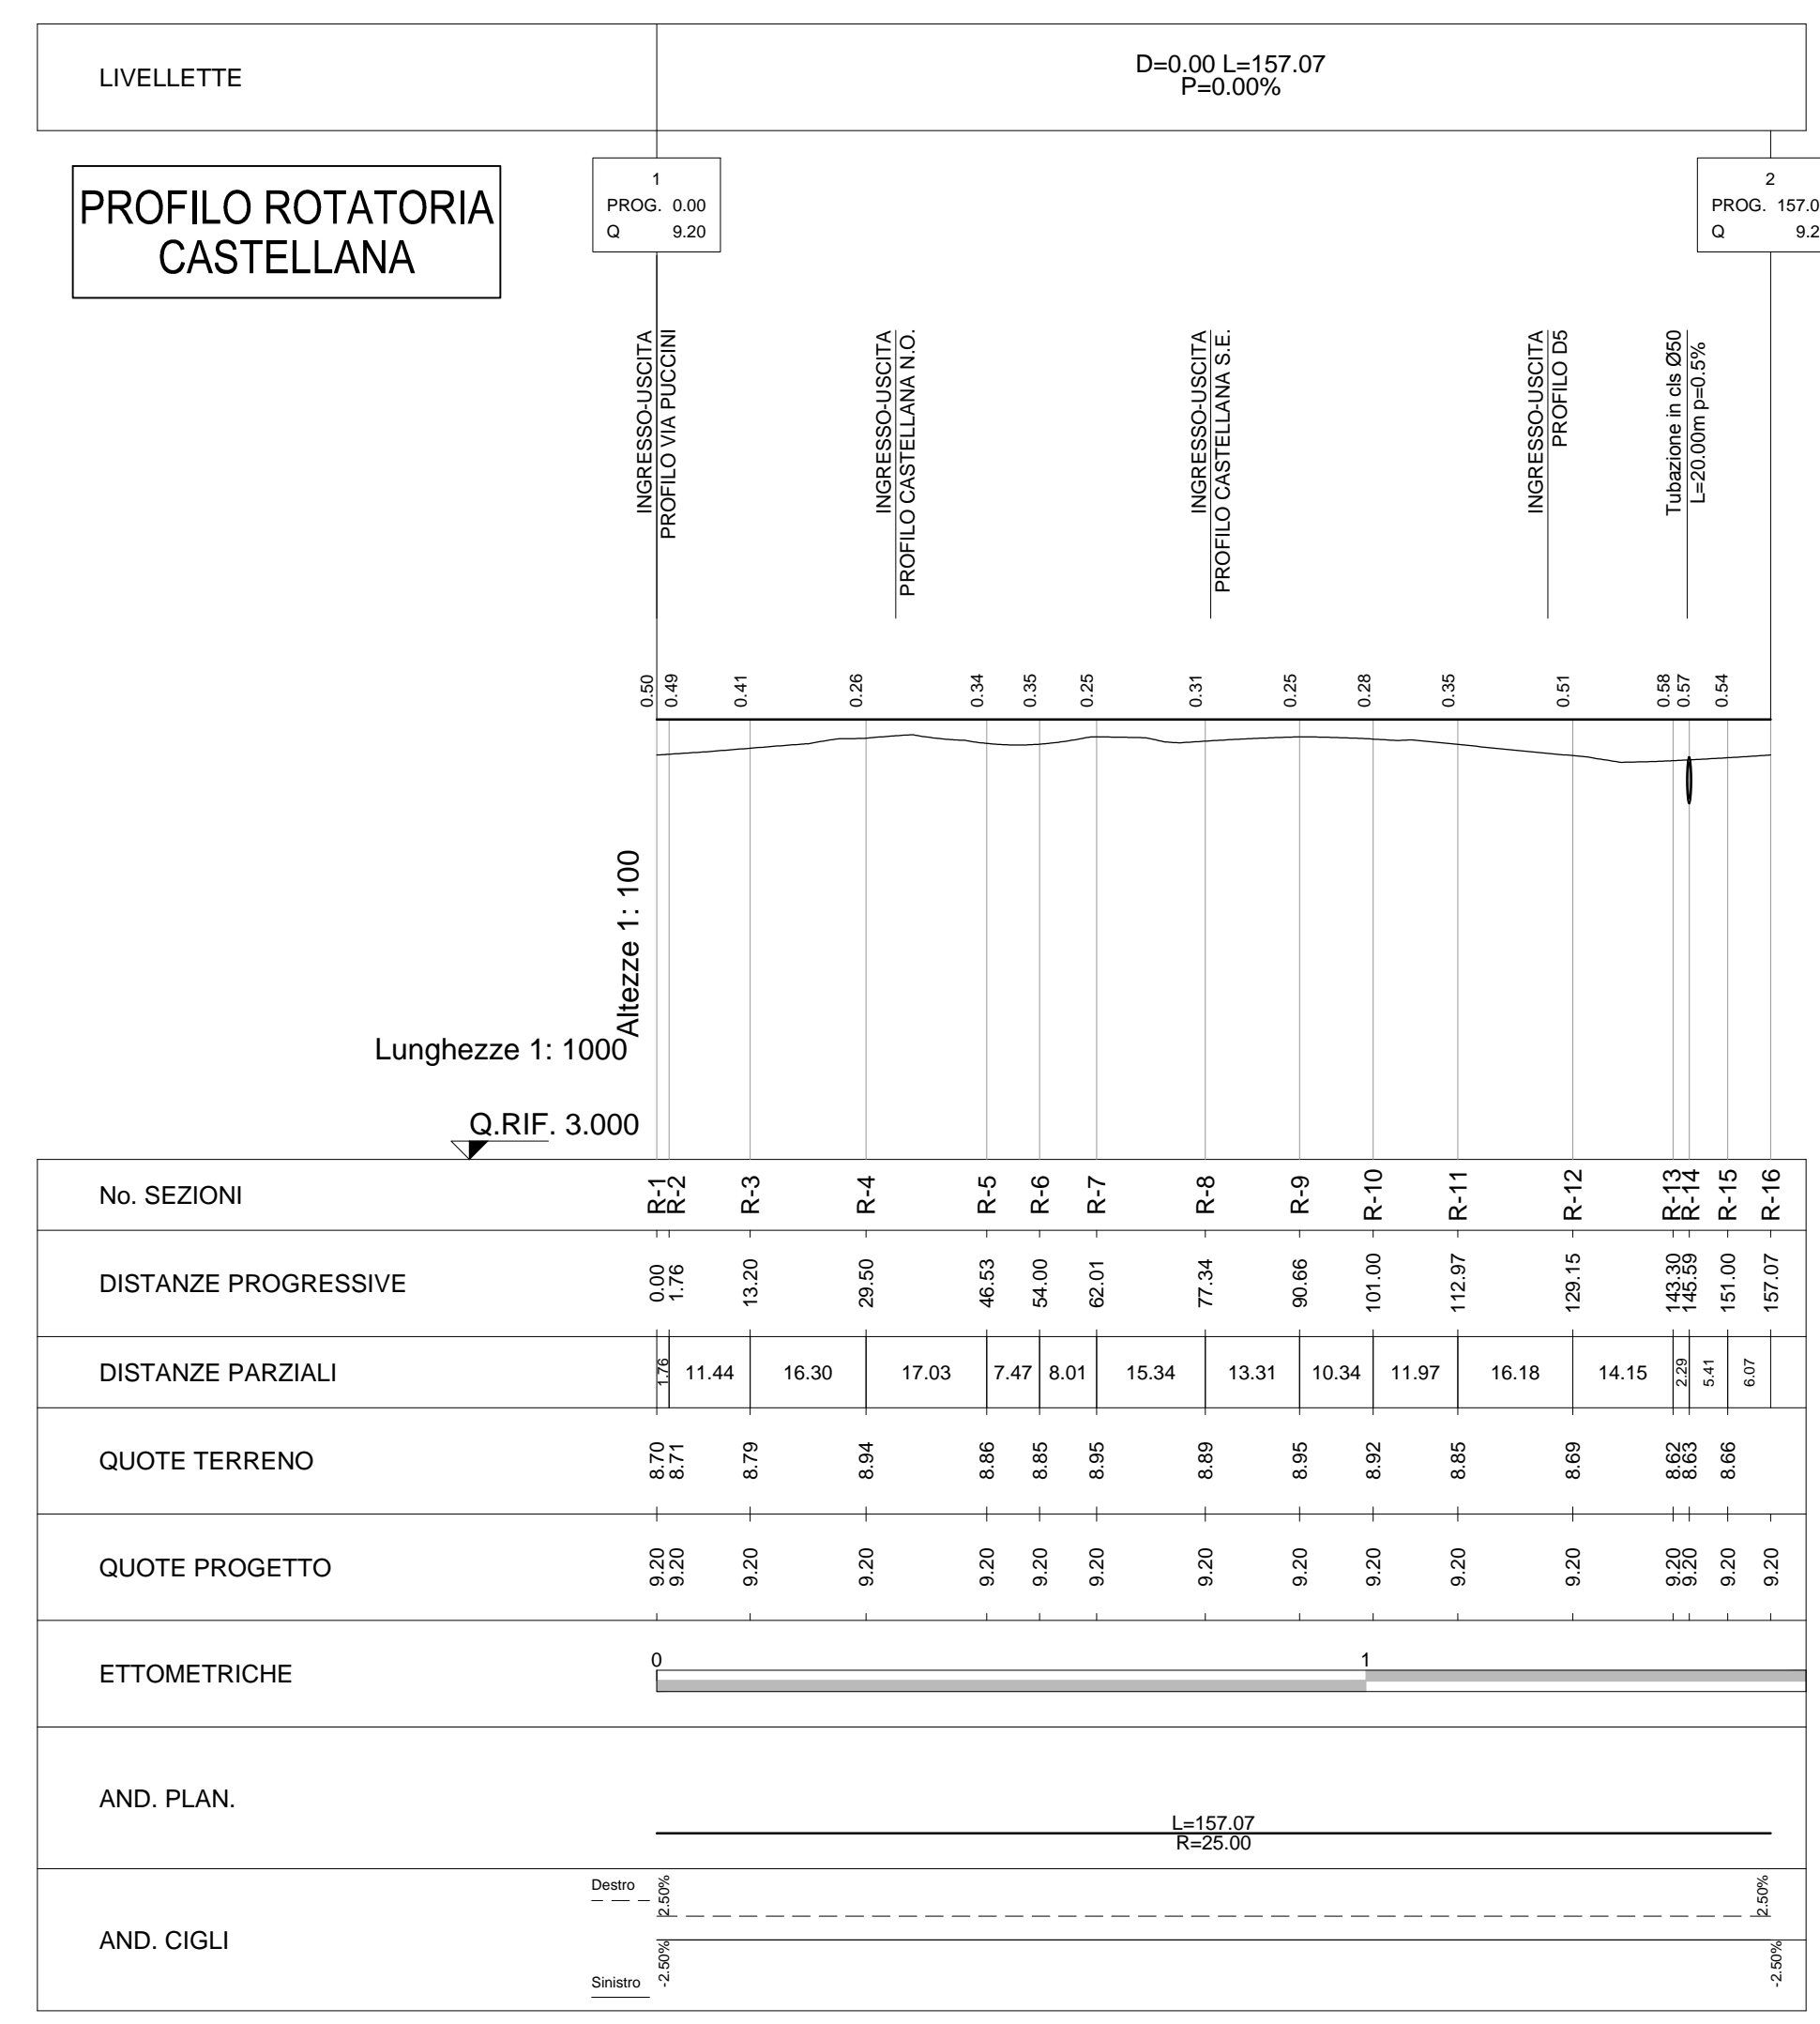 LIVELLETTE
D=0.00 L=157.07
P=0.00%
PROFILO ROTATORIA
CASTELLANA
1
PROG. 0.00
Q 9.20
2
PROG. 157.0
Q 9.2
INGRESSO-USCITA
PROFILO VIA PUCCINI
INGRESSO-USCITA
PROFILO CASTELLANA N.O.
INGRESSO-USCITA
PROFILO CASTELLANA S.E.
INGRESSO-USCITA
PROFILO D5
Tubazione in cls Ø50
L=20.00m p=0.5%
0.50 0.49 0.41 0.26 0.34 0.35 0.25 0.31 0.25 0.28 0.35 0.51 0.58 0.57 0.54
Altezze 1: 100
Lunghezze 1: 1000
Q.RIF. 3.000
No. SEZIONI R-1 R-2 R-3 R-4 R-5 R-6 R-7 R-8 R-9 R-10 R-11 R-12 R-13 R-14 R-15 R-16
DISTANZE PROGRESSIVE 0.00 1.76 13.20 29.50 46.53 54.00 62.01 77.34 90.66 101.00 112.97 129.15 143.30 145.59 151.00 157.07
DISTANZE PARZIALI 1.76 11.44 16.30 17.03 7.47 8.01 15.34 13.31 10.34 11.97 16.18 14.15 2.29 5.41 6.07
QUOTE TERRENO 8.70 8.71 8.79 8.94 8.86 8.85 8.95 8.89 8.95 8.92 8.85 8.69 8.62 8.63 8.66
QUOTE PROGETTO 9.20 9.20 9.20 9.20 9.20 9.20 9.20 9.20 9.20 9.20 9.20 9.20 9.20 9.20 9.20 9.20
ETTOMETRICHE 0 1
AND. PLAN.
L=157.07
R=25.00
AND. CIGLI
Destro 2.50% 2.50%
Sinistro -2.50% -2.50%